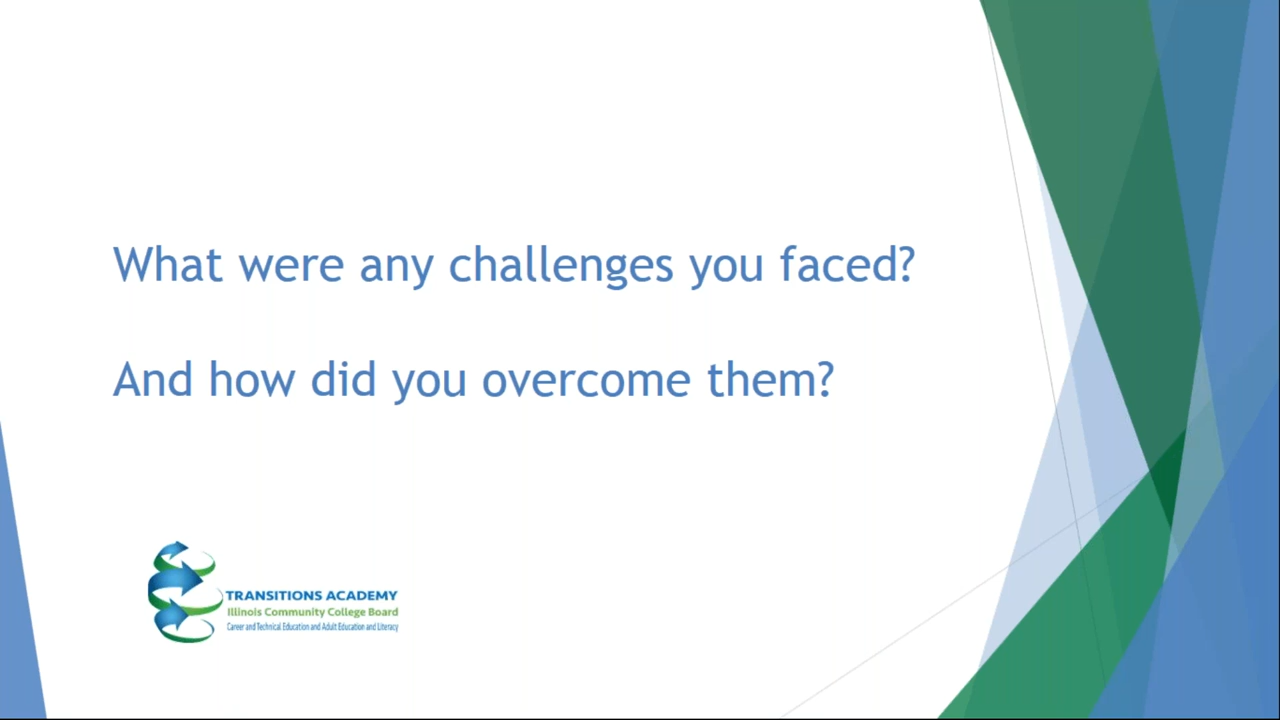 What were any challenges you faced?
And how did you overcome them?
TRANSITIONS ACADEMY
Illinois Community College Board
Career and Technical Education and Adult Education and Literacy